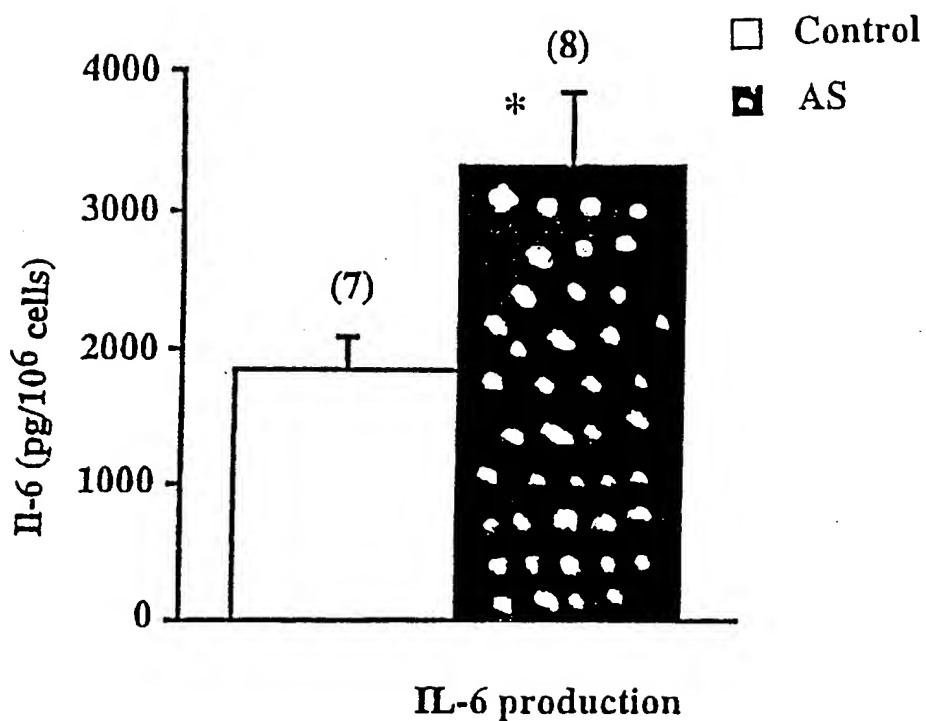 Control
AS
(8)
*
(7)
4000
3000
2000
1000
0
Il-6 (pg/10⁶ cells)
IL-6 production